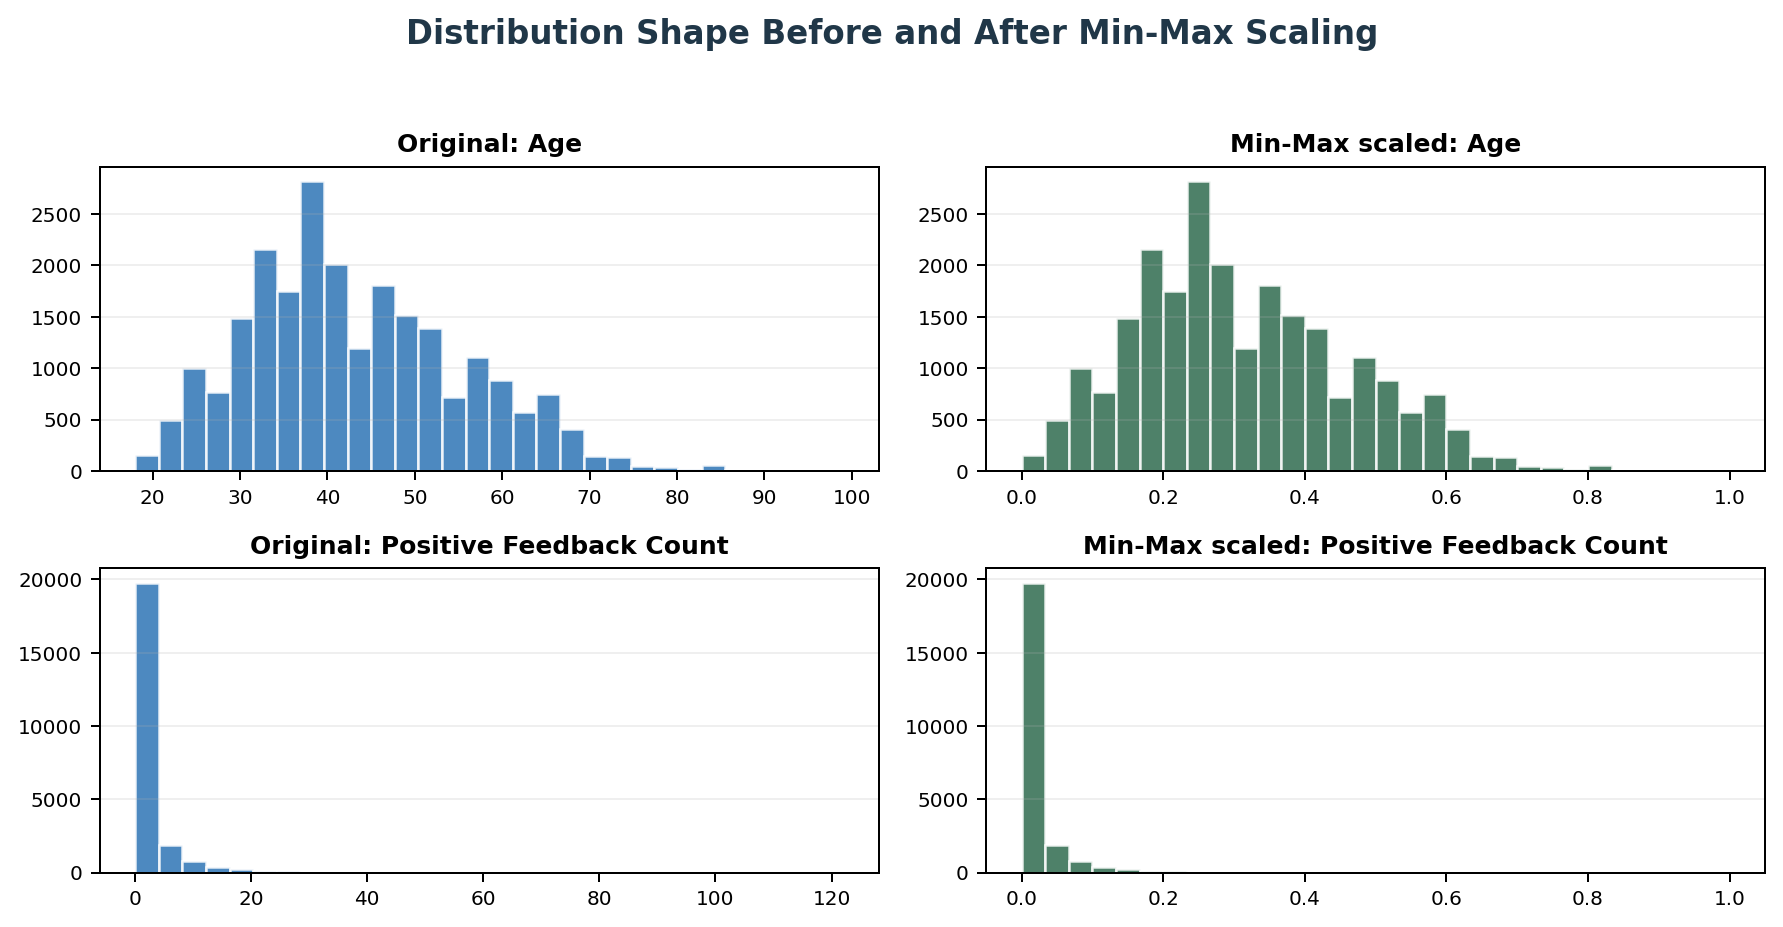 Distribution Shape Before and After Min-Max Scaling
Original: Age
2500
2000
1500
1000
500
0
20 30 40 50 60 70 80 90 100
Min-Max scaled: Age
2500
2000
1500
1000
500
0
0.0 0.2 0.4 0.6 0.8 1.0
Original: Positive Feedback Count
20000
15000
10000
5000
0
0 20 40 60 80 100 120
Min-Max scaled: Positive Feedback Count
20000
15000
10000
5000
0
0.0 0.2 0.4 0.6 0.8 1.0